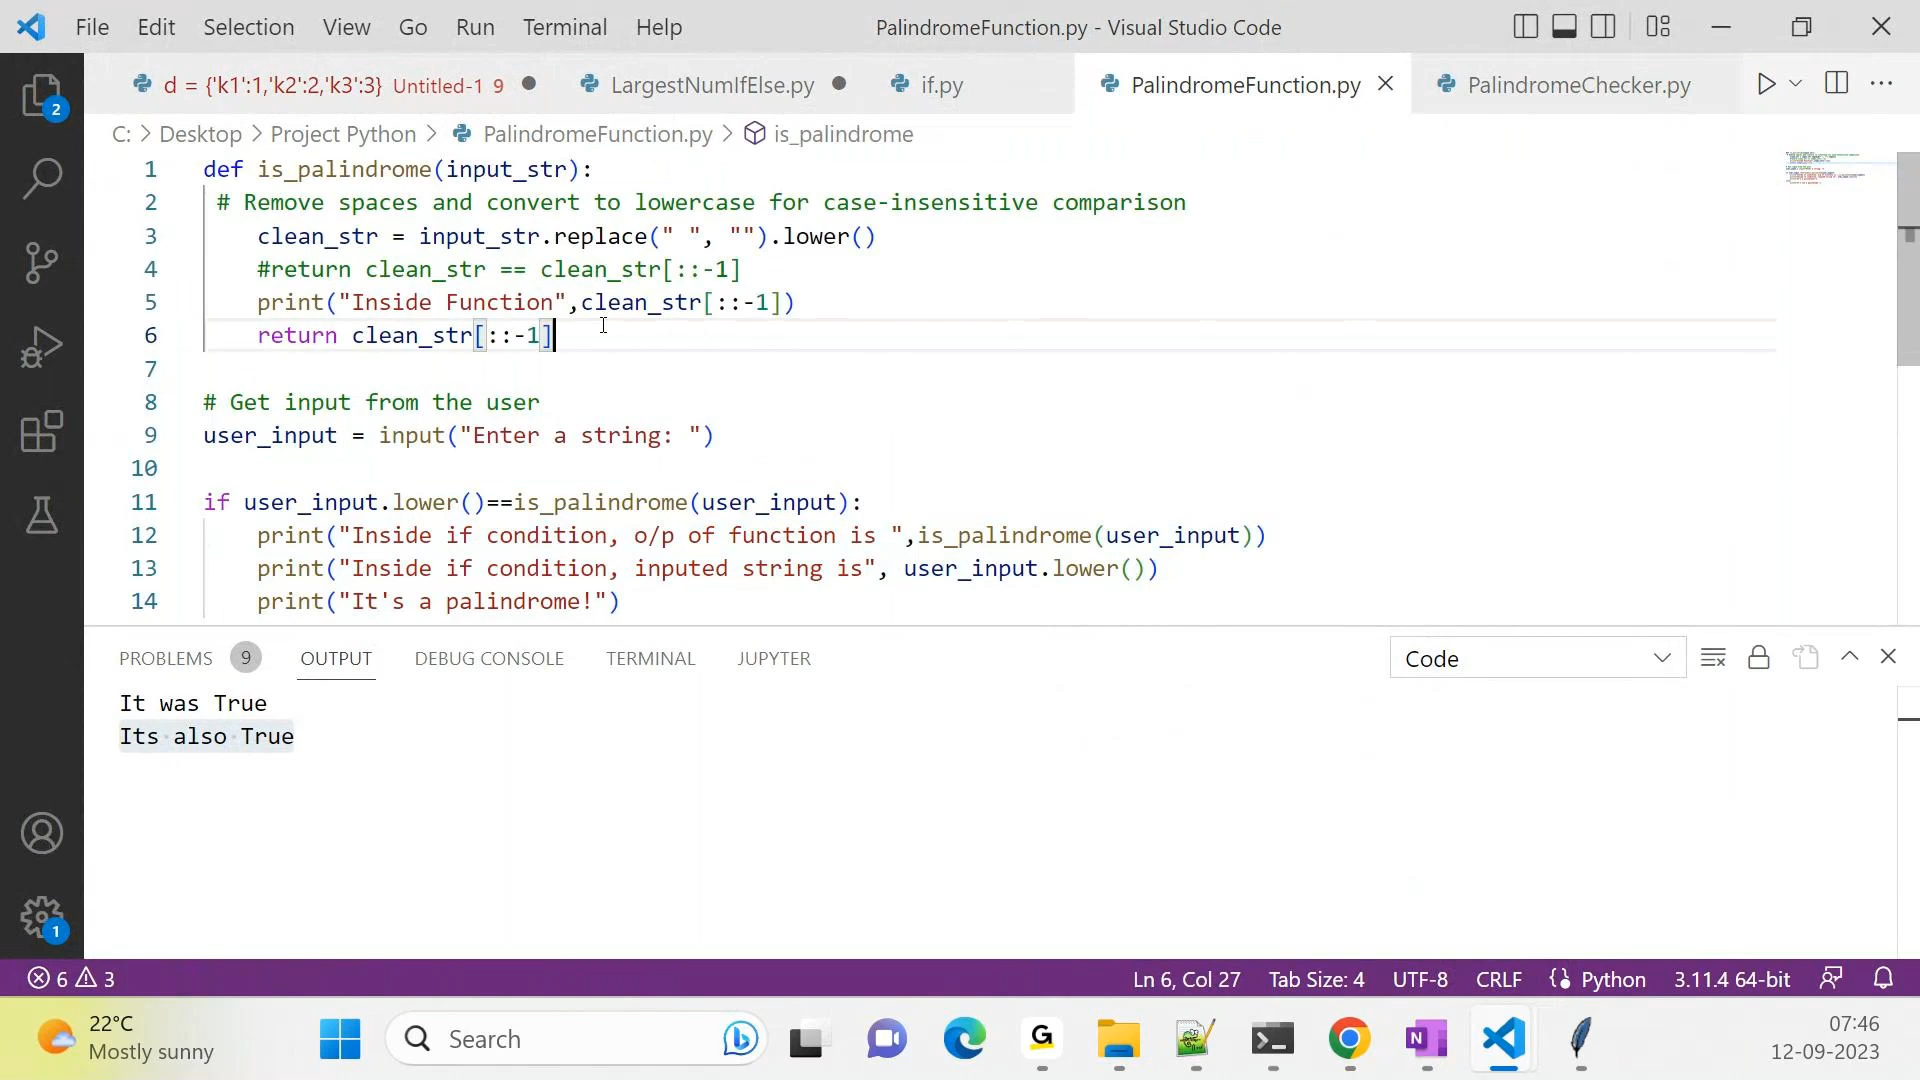 File Edit Selection View Go Run Terminal Help PalindromeFunction.py - Visual Studio Code
d = {'k1':1,'k2':2,'k3':3} Untitled-1 9 LargestNumIfElse.py if.py PalindromeFunction.py PalindromeChecker.py
2
C: > Desktop > Project Python > PalindromeFunction.py > is_palindrome
1 def is_palindrome(input_str):
2 # Remove spaces and convert to lowercase for case-insensitive comparison
3 clean_str = input_str.replace(" ", "").lower()
4 #return clean_str == clean_str[::-1]
5 print("Inside Function",clean_str[::-1])
6 return clean_str[::-1]
7
8 # Get input from the user
9 user_input = input("Enter a string: ")
10
11 if user_input.lower()==is_palindrome(user_input):
12 print("Inside if condition, o/p of function is ",is_palindrome(user_input))
13 print("Inside if condition, inputed string is", user_input.lower())
14 print("It's a palindrome!")
PROBLEMS 9 OUTPUT DEBUG CONSOLE TERMINAL JUPYTER Code
It was True
Its also True
1
6 3 Ln 6, Col 27 Tab Size: 4 UTF-8 CRLF Python 3.11.4 64-bit
22°C
Mostly sunny
Search
G
N
07:46
12-09-2023